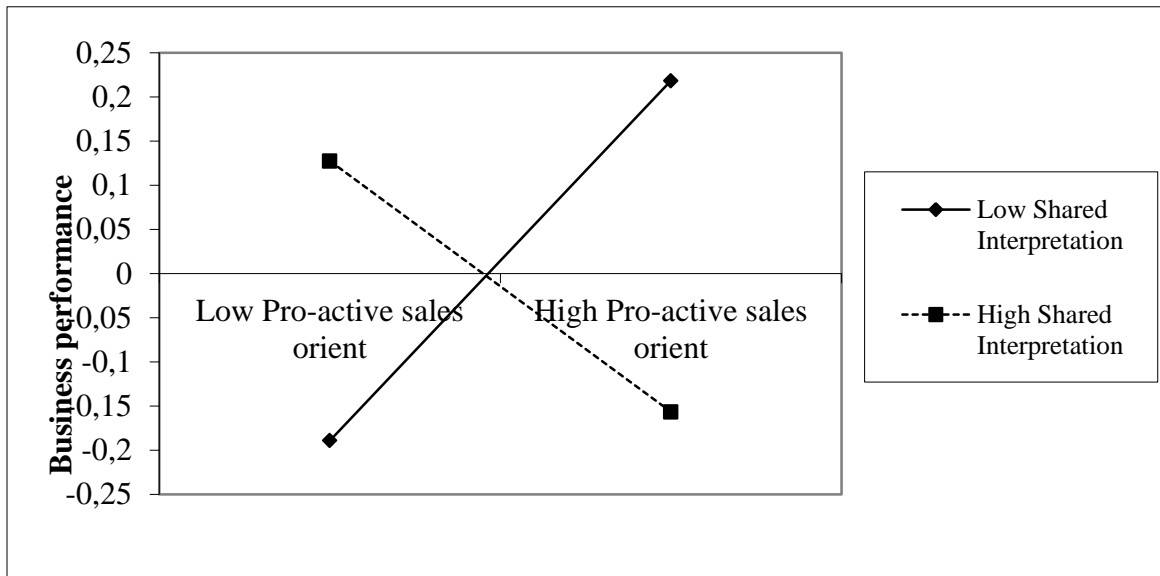 Business performance
0,25
0,2
0,15
0,1
0,05
0
-0,05
-0,1
-0,15
-0,2
-0,25
Low Pro-active sales
orient
High Pro-active sales
orient
Low Shared
Interpretation
High Shared
Interpretation